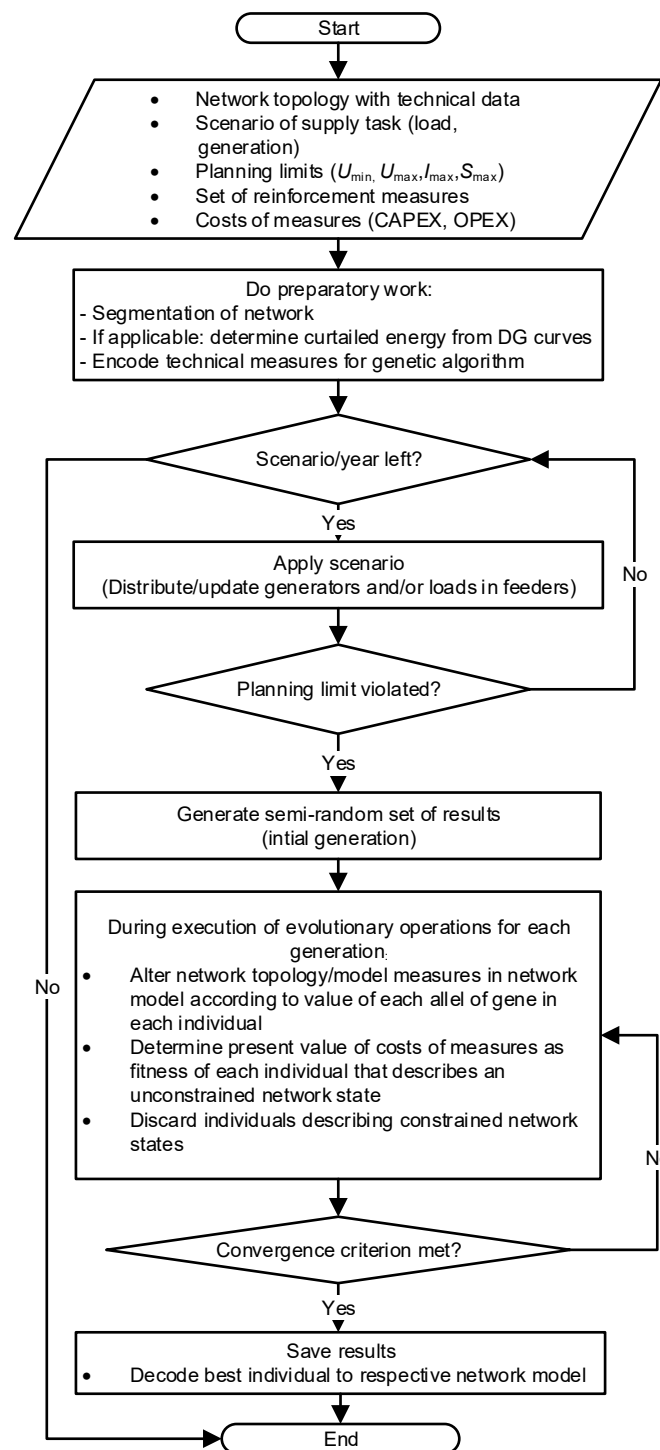 Start
• Network topology with technical data
• Scenario of supply task (load,
generation)
• Planning limits (Umin, Umax,Imax,Smax)
• Set of reinforcement measures
• Costs of measures (CAPEX, OPEX)
Do preparatory work:
- Segmentation of network
- If applicable: determine curtailed energy from DG curves
- Encode technical measures for genetic algorithm
Scenario/year left?
Yes
Apply scenario
(Distribute/update generators and/or loads in feeders)
No
Planning limit violated?
Yes
Generate semi-random set of results
(intial generation)
During execution of evolutionary operations for each
generation:
• Alter network topology/model measures in network
model according to value of each allel of gene in
each individual
• Determine present value of costs of measures as
fitness of each individual that describes an
unconstrained network state
• Discard individuals describing constrained network
states
No
No
Convergence criterion met?
Yes
Save results
• Decode best individual to respective network model
End